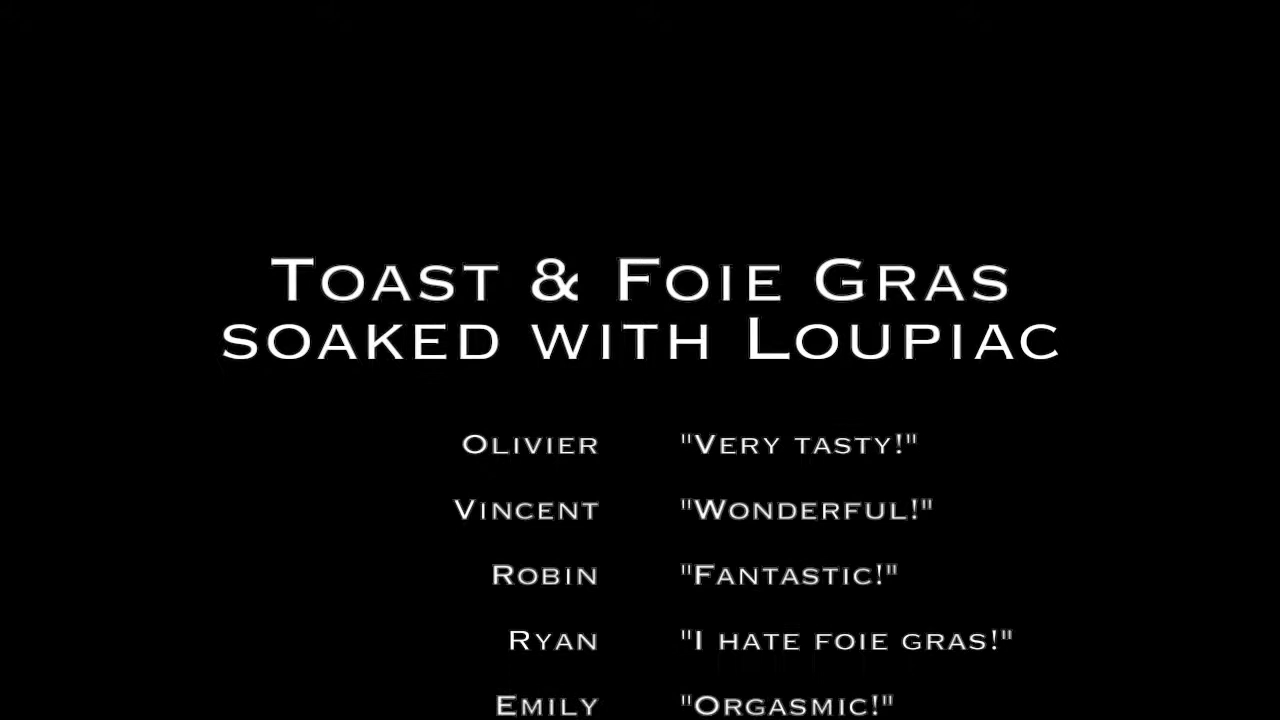 Toast & Foie Gras
soaked with Loupiac
Olivier "Very tasty!"
Vincent "Wonderful!"
Robin "Fantastic!"
Ryan "I hate foie gras!"
Emily "Orgasmic!"